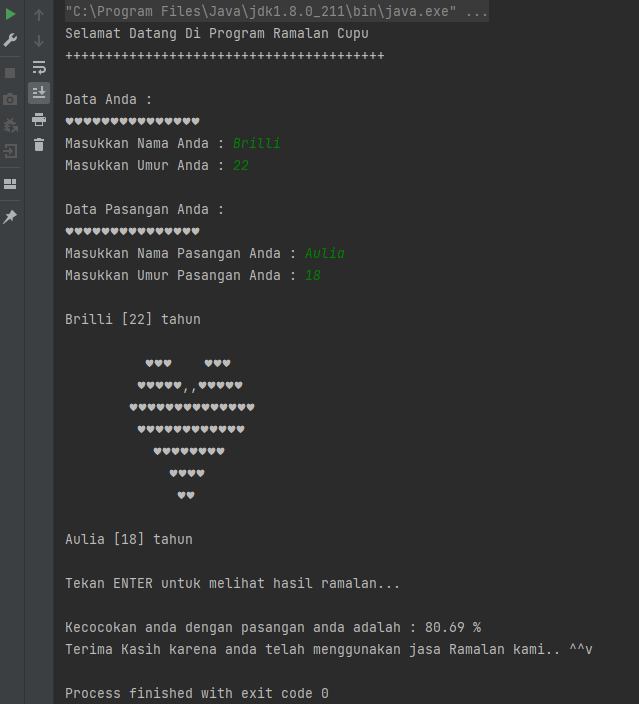 "C:\Program Files\Java\jdk1.8.0_211\bin\java.exe" ...
Selamat Datang Di Program Ramalan Cupu
++++++++++++++++++++++++++++++++++++++++
Data Anda :
♥♥♥♥♥♥♥♥♥♥♥♥♥♥♥
Masukkan Nama Anda : Brilli
Masukkan Umur Anda : 22
Data Pasangan Anda :
♥♥♥♥♥♥♥♥♥♥♥♥♥♥♥
Masukkan Nama Pasangan Anda : Aulia
Masukkan Umur Pasangan Anda : 18
Brilli [22] tahun
♥♥♥    ♥♥♥
♥♥♥♥♥,,♥♥♥♥♥
♥♥♥♥♥♥♥♥♥♥♥♥♥♥
♥♥♥♥♥♥♥♥♥♥♥♥
♥♥♥♥♥♥♥♥
♥♥♥♥
♥♥
Aulia [18] tahun
Tekan ENTER untuk melihat hasil ramalan...
Kecocokan anda dengan pasangan anda adalah : 80.69 %
Terima Kasih karena anda telah menggunakan jasa Ramalan kami.. ^^v
Process finished with exit code 0